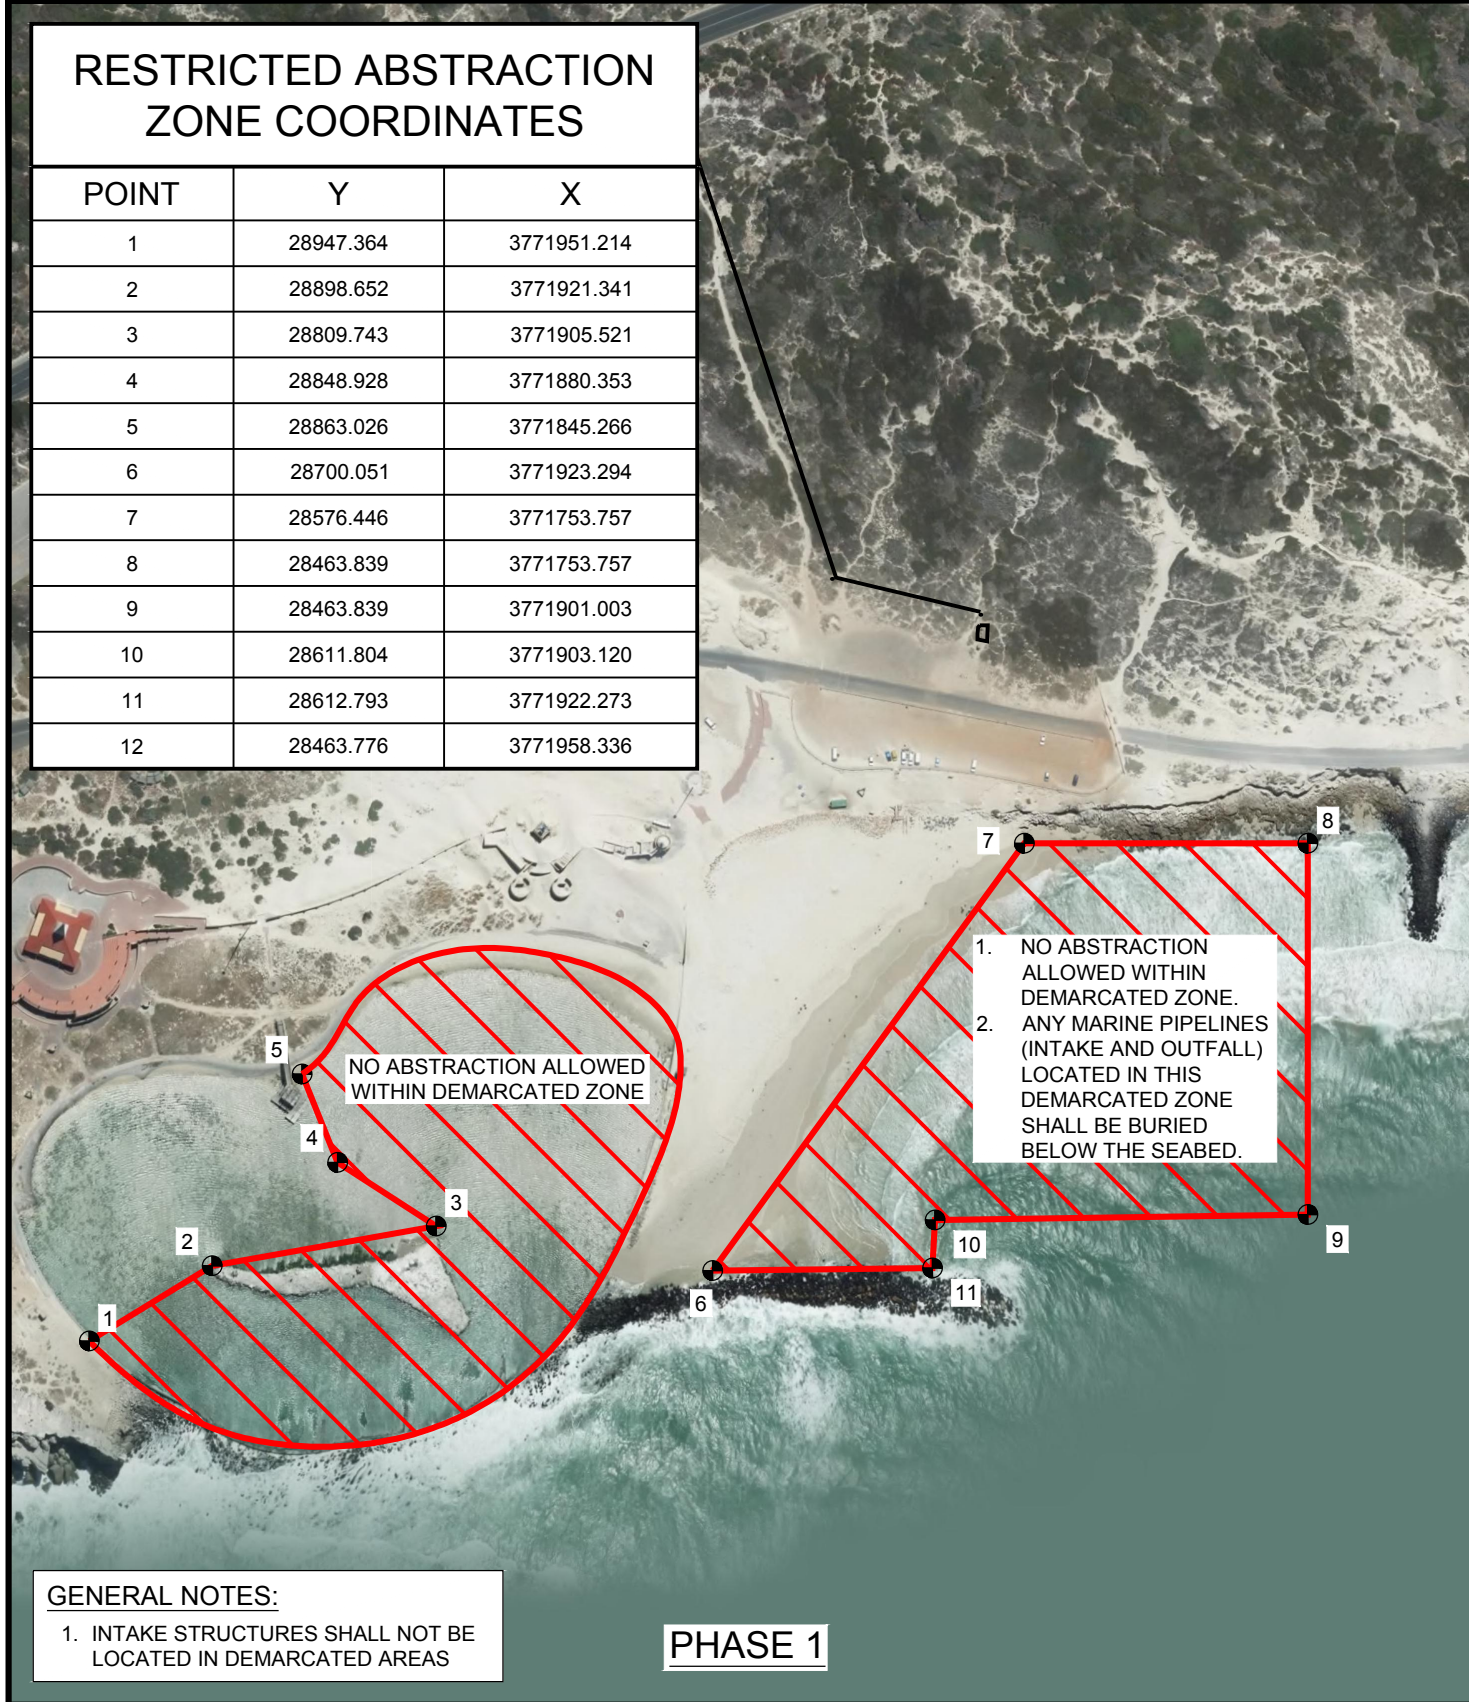 RESTRICTED ABSTRACTION
ZONE COORDINATES
POINT Y X
1 28947.364 3771951.214
2 28898.652 3771921.341
3 28809.743 3771905.521
4 28848.928 3771880.353
5 28863.026 3771845.266
6 28700.051 3771923.294
7 28576.446 3771753.757
8 28463.839 3771753.757
9 28463.839 3771901.003
10 28611.804 3771903.120
11 28612.793 3771922.273
12 28463.776 3771958.336
8
7
1. NO ABSTRACTION
ALLOWED WITHIN
DEMARCATED ZONE.
2. ANY MARINE PIPELINES
(INTAKE AND OUTFALL)
LOCATED IN THIS
DEMARCATED ZONE
SHALL BE BURIED
BELOW THE SEABED.
5
NO ABSTRACTION ALLOWED
WITHIN DEMARCATED ZONE
4
3
2
10
9
11
6
1
GENERAL NOTES:
1. INTAKE STRUCTURES SHALL NOT BE
LOCATED IN DEMARCATED AREAS
PHASE 1